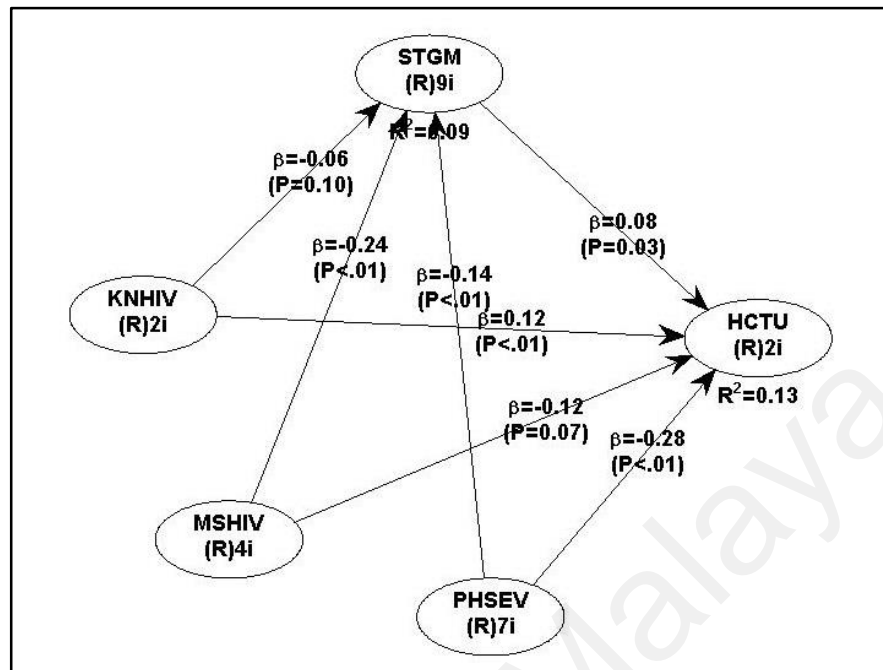 STGM
(R)9i
R²=0.09
β=-0.06
(P=0.10)
β=0.08
(P=0.03)
β=-0.24
(P<.01)
β=-0.14
(P<.01)
KNHIV
(R)2i
β=0.12
(P<.01)
HCTU
(R)2i
R²=0.13
β=-0.12
(P=0.07)
β=-0.28
(P<.01)
MSHIV
(R)4i
PHSEV
(R)7i
Malaya